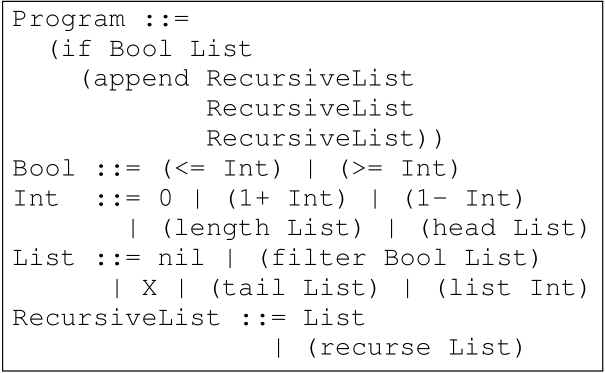 Program ::=
  (if Bool List
    (append RecursiveList
            RecursiveList
            RecursiveList))
Bool ::= (<= Int) | (>= Int)
Int  ::= 0 | (1+ Int) | (1- Int)
       | (length List) | (head List)
List ::= nil | (filter Bool List)
      | X | (tail List) | (list Int)
RecursiveList ::= List
                | (recurse List)